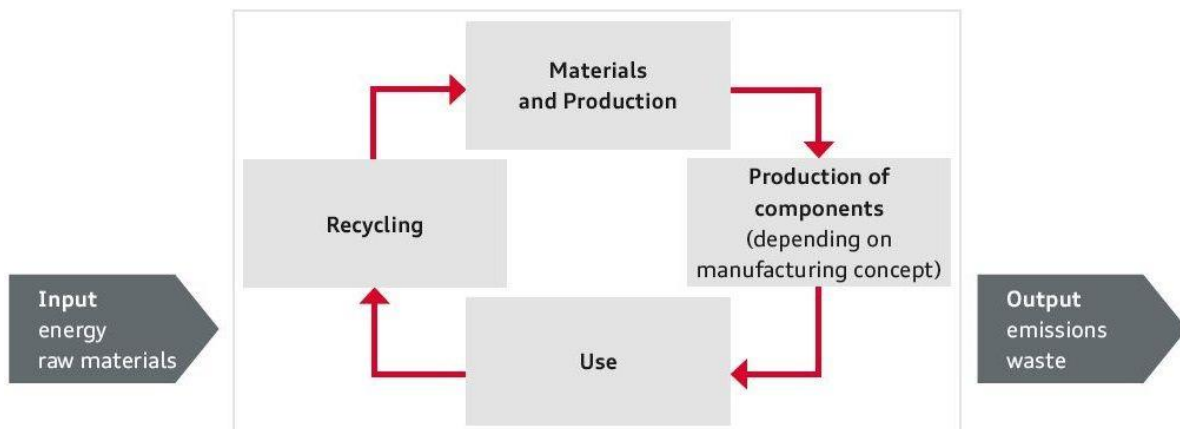 Materials
and Production
Production of
components
(depending on
manufacturing concept)
Recycling
Use
Input
energy
raw materials
Output
emissions
waste